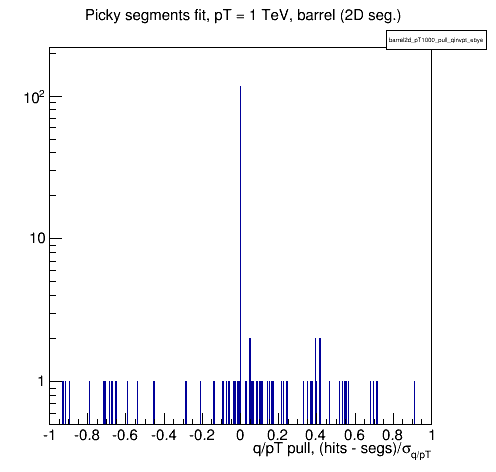 Picky segments fit, pT = 1 TeV, barrel (2D seg.)
barrel2d_pT1000_pull_qinvpt_ebye
10²
10
1
-1 -0.8 -0.6 -0.4 -0.2 0 0.2 0.4 0.6 0.8 1
q/pT pull, (hits - segs)/σq/pT